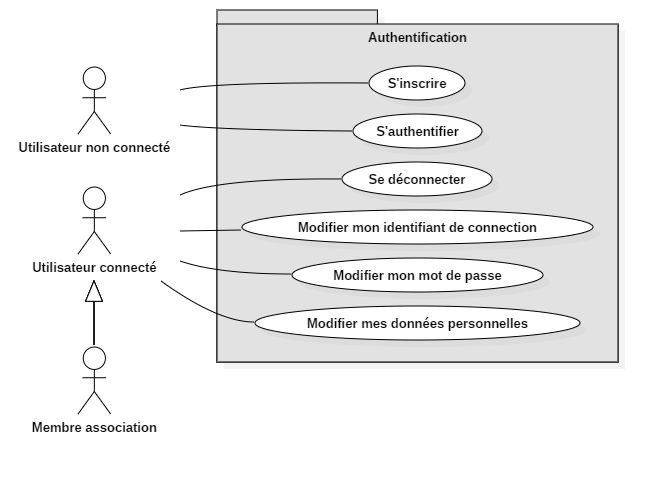 Authentification
S'inscrire
S'authentifier
Utilisateur non connecté
Se déconnecter
Modifier mon identifiant de connection
Utilisateur connecté
Modifier mon mot de passe
Modifier mes données personnelles
Membre association